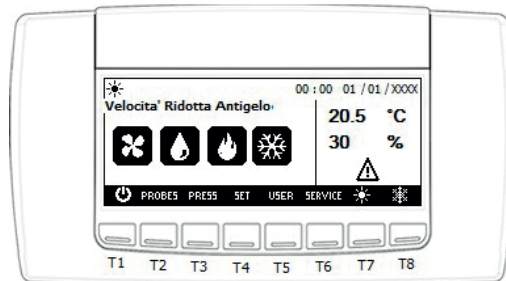 00:00 01/01/XXXX
Velocita' Ridotta Antigelo
20.5 °C
30 %
PROBES PRESS SET USER SERVICE
T1 T2 T3 T4 T5 T6 T7 T8